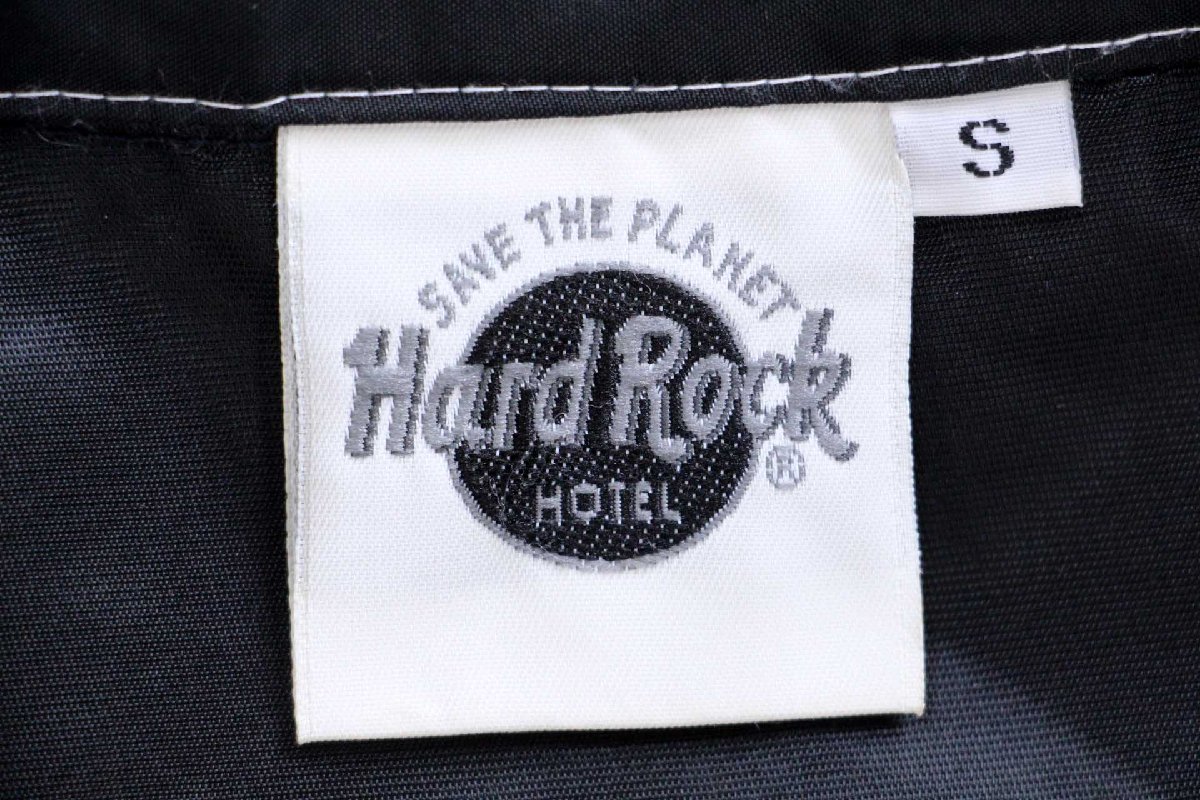 S
SAVE THE PLANET
Hard Rock
®
HOTEL